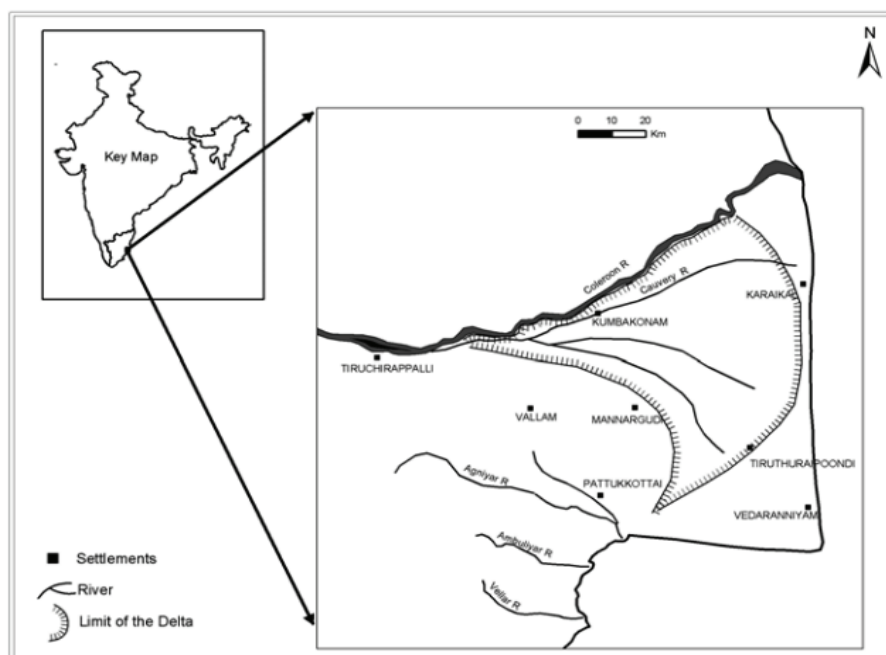 N
Key Map
0 10 20
Km
Coleroon R
Cauvery R
KARAIKAL
KUMBAKONAM
TIRUCHIRAPPALLI
VALLAM
MANNARGUDI
TIRUTHURAIPOONDI
Agniyar R
PATTUKKOTTAI
VEDARANNIYAM
Ambuliyar R
Vellar R
Settlements
River
Limit of the Delta